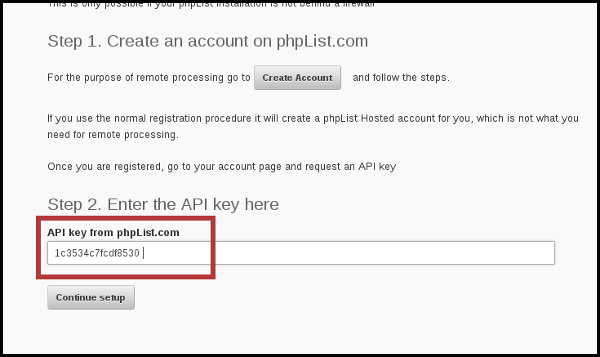 This is only possible if your phpList installation is not behind a firewall
Step 1. Create an account on phpList.com
For the purpose of remote processing go to Create Account and follow the steps.
If you use the normal registration procedure it will create a phpList Hosted account for you, which is not what you
need for remote processing.
Once you are registered, go to your account page and request an API key
Step 2. Enter the API key here
API key from phpList.com
1c3534c7fcdf8530
Continue setup